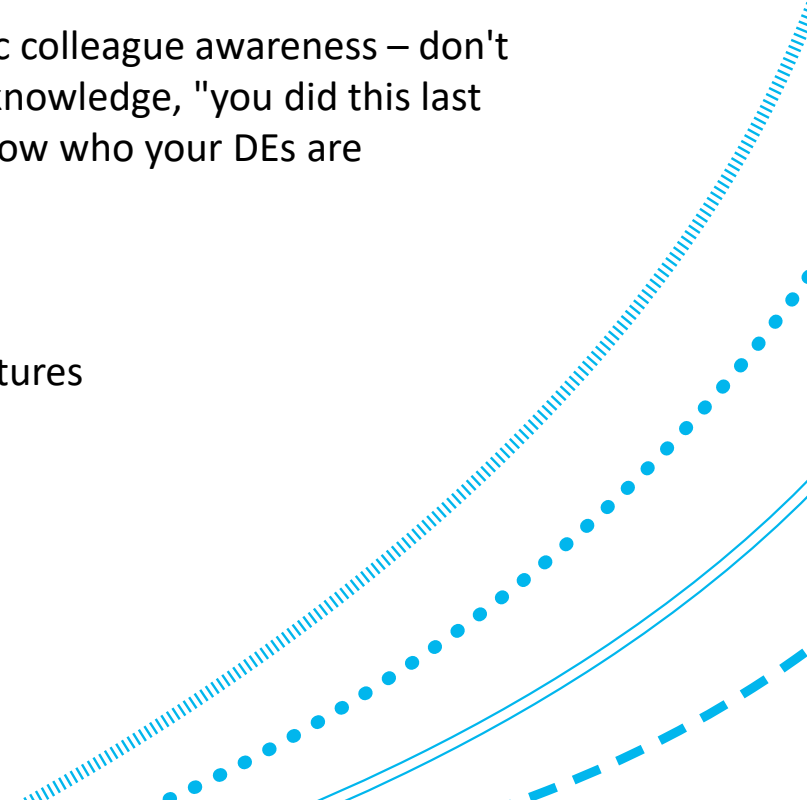 c colleague awareness – don't
knowledge, "you did this last
ow who your DEs are
tures